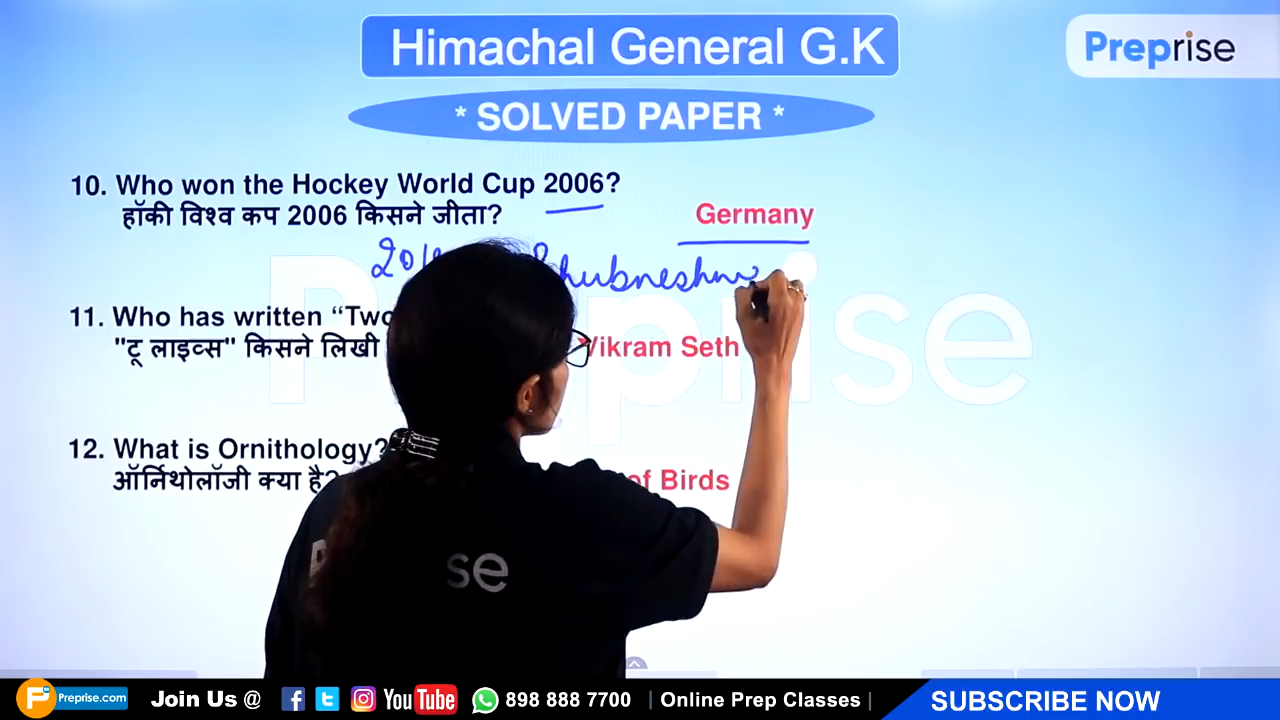 Himachal General G.K
Preprise
* SOLVED PAPER *
10. Who won the Hockey World Cup 2006?
हॉकी विश्व कप 2006 किसने जीता?
Germany
11. Who has written “Two
"टू लाइव्स" किसने लिखी
Vikram Seth
12. What is Ornithology?
ऑर्निथोलॉजी क्या है?
of Birds
Preprise
se
Preprise.com
Join Us @
You Tube
898 888 7700
Online Prep Classes
SUBSCRIBE NOW